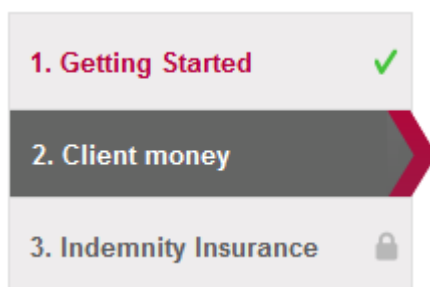 1. Getting Started
2. Client money
3. Indemnity Insurance